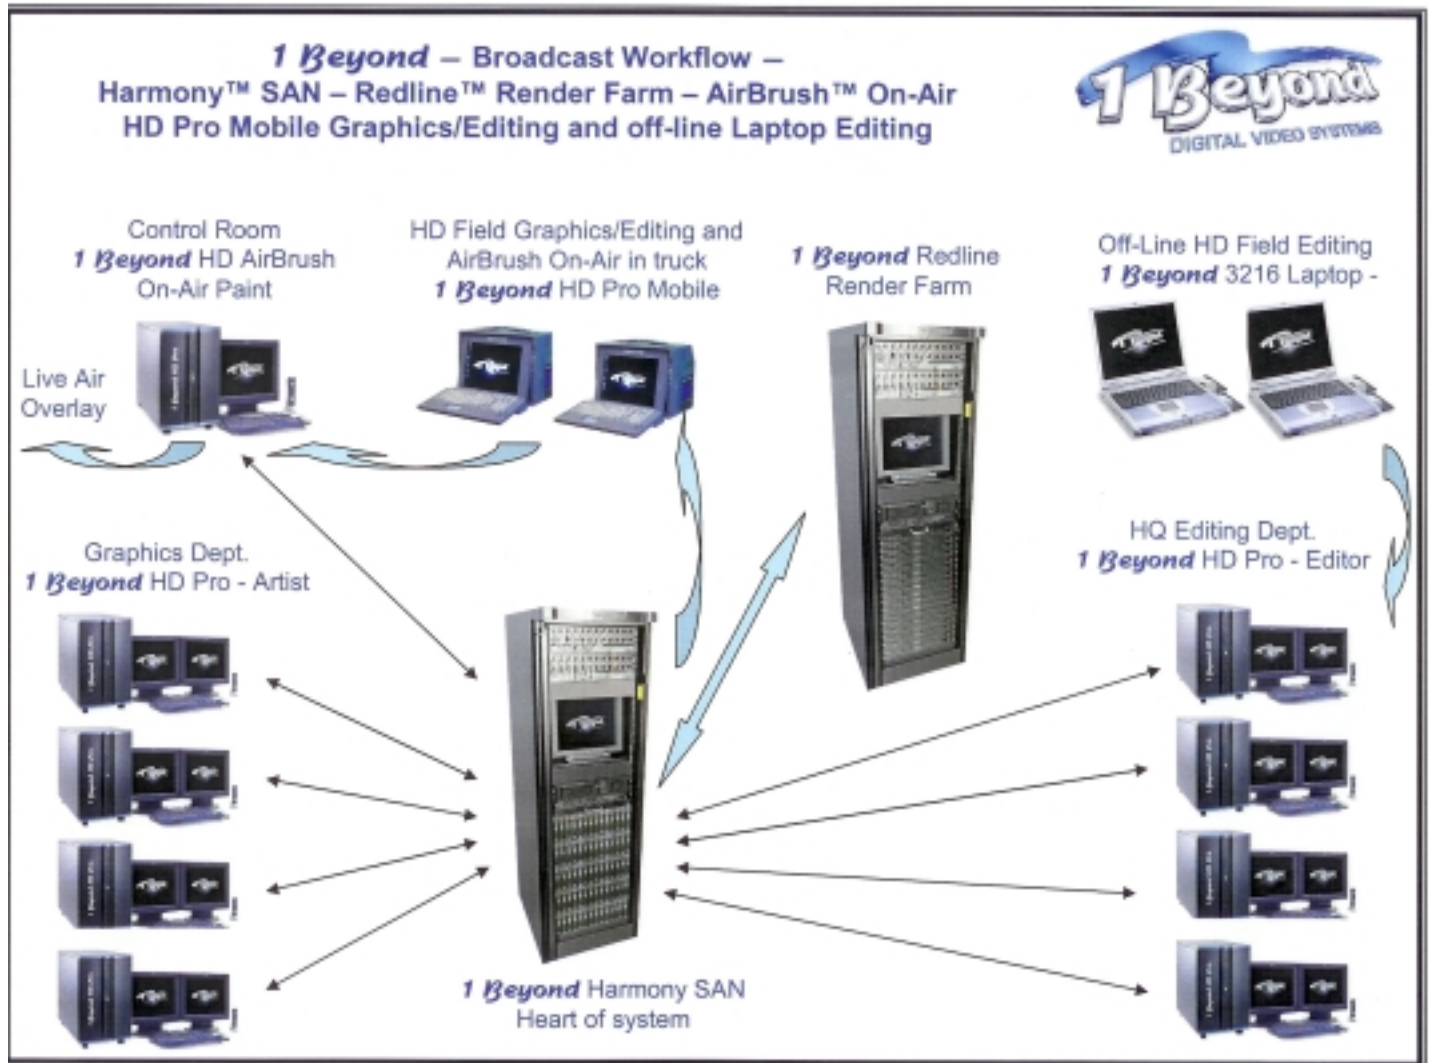 1 Beyond – Broadcast Workflow –
Harmony™ SAN – Redline™ Render Farm – AirBrush™ On-Air
HD Pro Mobile Graphics/Editing and off-line Laptop Editing
1 Beyond
DIGITAL VIDEO SYSTEMS
Control Room
1 Beyond HD AirBrush
On-Air Paint
HD Field Graphics/Editing and
AirBrush On-Air in truck
1 Beyond HD Pro Mobile
1 Beyond Redline
Render Farm
Off-Line HD Field Editing
1 Beyond 3216 Laptop -
Live Air
Overlay
Graphics Dept.
1 Beyond HD Pro - Artist
HQ Editing Dept.
1 Beyond HD Pro - Editor
1 Beyond Harmony SAN
Heart of system